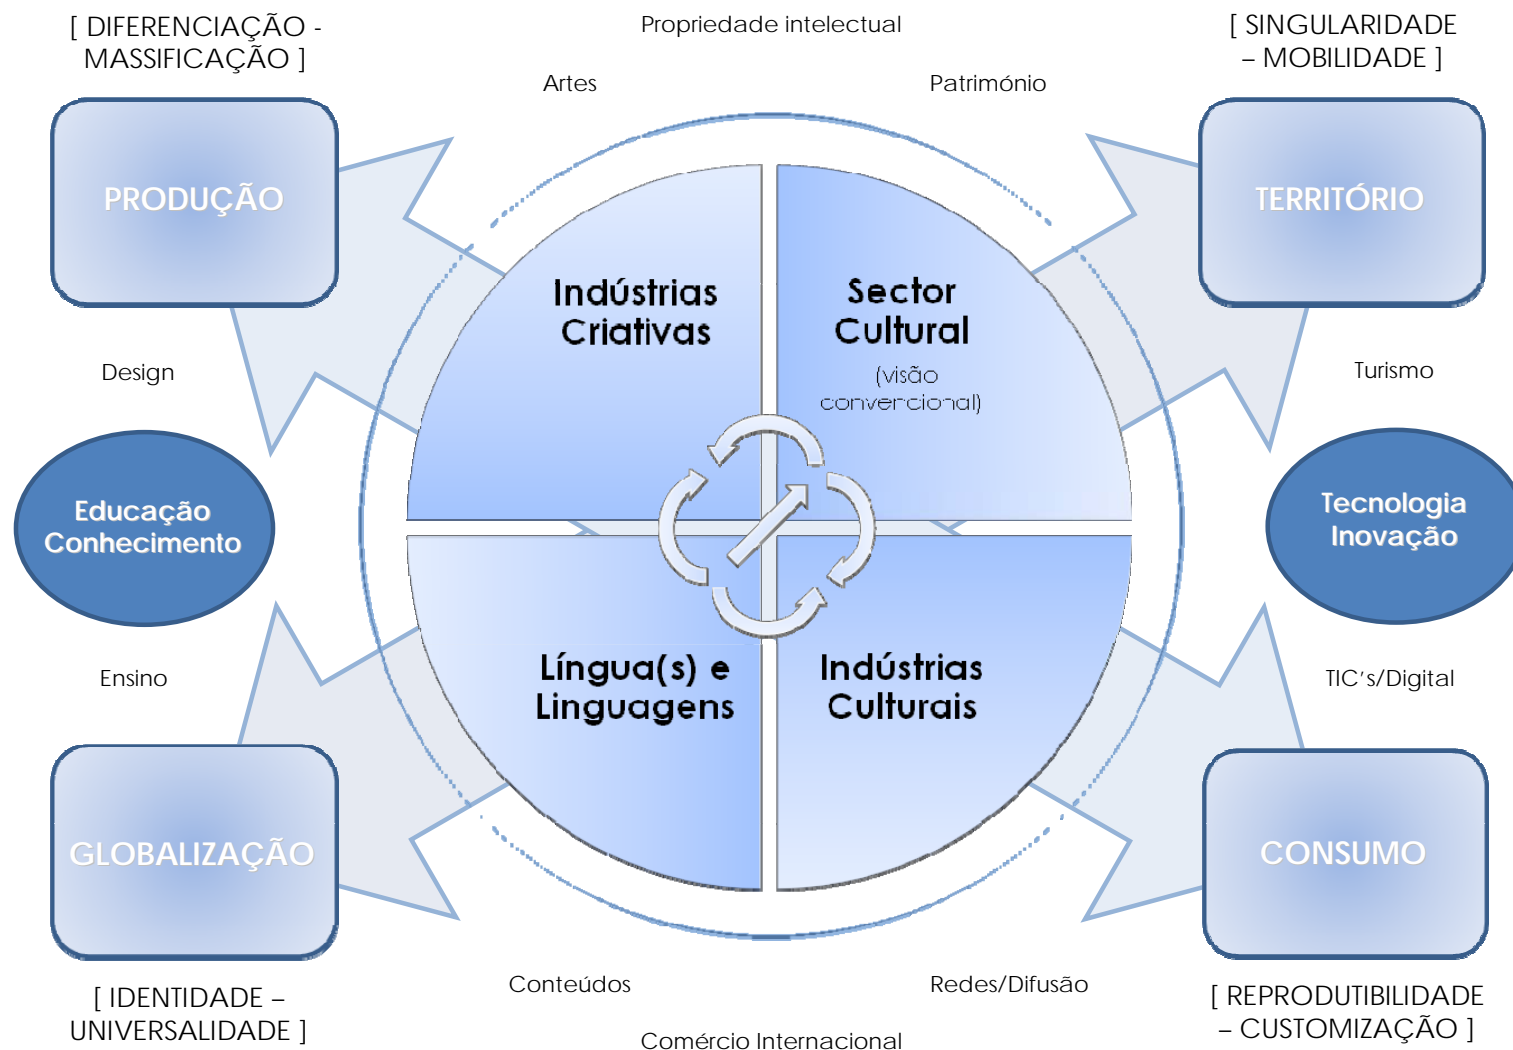 [ DIFERENCIAÇÃO -
MASSIFICAÇÃO ]
Propriedade intelectual
[ SINGULARIDADE
– MOBILIDADE ]
Artes
Património
PRODUÇÃO
TERRITÓRIO
Indústrias
Criativas
Sector
Cultural
(visão
convencional)
Design
Turismo
Educação
Conhecimento
Tecnologia
Inovação
Ensino
TIC's/Digital
Língua(s) e
Linguagens
Indústrias
Culturais
GLOBALIZAÇÃO
CONSUMO
Conteúdos
Redes/Difusão
[ IDENTIDADE –
UNIVERSALIDADE ]
[ REPRODUTIBILIDADE
– CUSTOMIZAÇÃO ]
Comércio Internacional